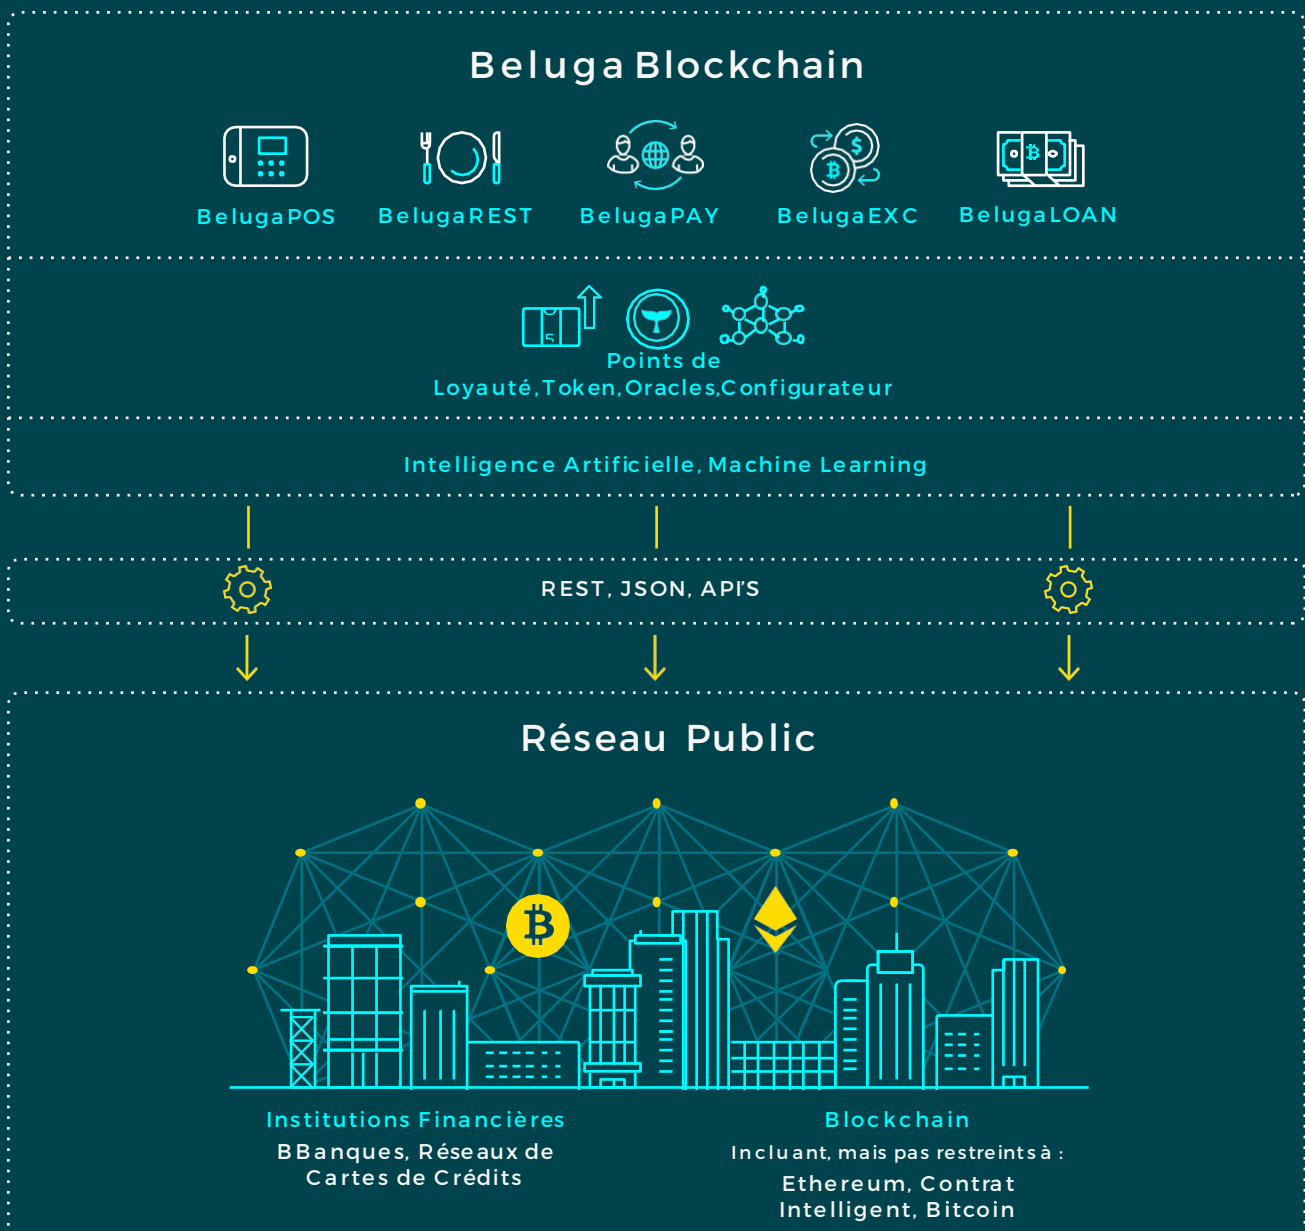 Beluga Blockchain
BelugaPOS
BelugaREST
BelugaPAY
BelugaEXC
BelugaLOAN
$
B
B
5
Points de
Loyauté, Token, Oracles, Configurateur
Intelligence Artificielle, Machine Learning
REST, JSON, API'S
Réseau Public
B
Institutions Financières
BBanques, Réseaux de
Cartes de Crédits
Blockchain
Incluant, mais pas restreints à :
Ethereum, Contrat
Intelligent, Bitcoin